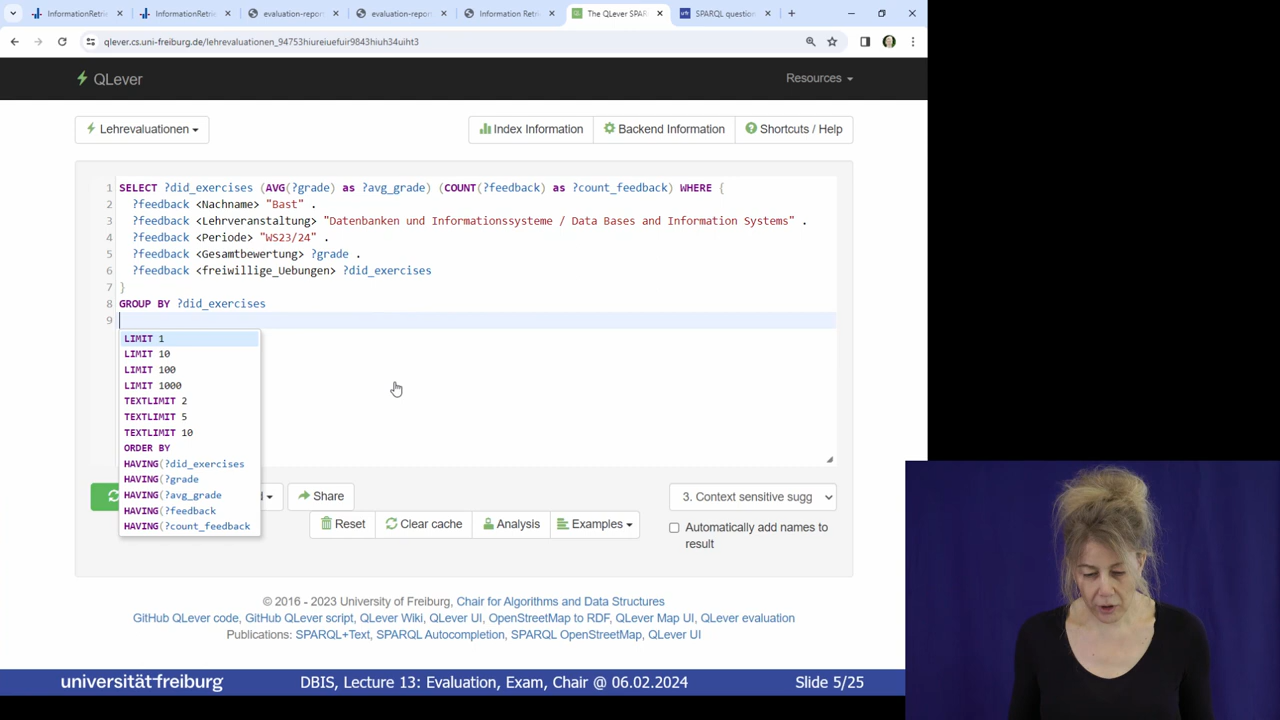 InformationRetrie
InformationRetrie
evaluation-repor
evaluation-repor
Information Retri
The QLever SPA
SPARQL question
qlever.cs.uni-freiburg.de/lehrevaluationen_94753hiureiuefuir9843hiuh34uiht3
QLever
Resources
Lehrevaluationen
Index Information
Backend Information
Shortcuts / Help
1 SELECT ?did_exercises (AVG(?grade) as ?avg_grade) (COUNT(?feedback) as ?count_feedback) WHERE {
2 ?feedback <Nachname> "Bast" .
3 ?feedback <Lehrveranstaltung> "Datenbanken und Informationssysteme / Data Bases and Information Systems" .
4 ?feedback <Periode> "WS23/24" .
5 ?feedback <Gesamtbewertung> ?grade .
6 ?feedback <freiwillige_Uebungen> ?did_exercises
7 }
8 GROUP BY ?did_exercises
9
LIMIT 1
LIMIT 10
LIMIT 100
LIMIT 1000
TEXTLIMIT 2
TEXTLIMIT 5
TEXTLIMIT 10
ORDER BY
HAVING(?did_exercises
HAVING(?grade
HAVING(?avg_grade
HAVING(?feedback
HAVING(?count_feedback
Share
3. Context sensitive sugg
Reset
Clear cache
Analysis
Examples
Automatically add names to
result
© 2016 - 2023 University of Freiburg, Chair for Algorithms and Data Structures
GitHub QLever code, GitHub QLever script, QLever Wiki, QLever UI, OpenStreetMap to RDF, QLever Map UI, QLever evaluation
Publications: SPARQL+Text, SPARQL Autocompletion, SPARQL OpenStreetMap, QLever UI
universität freiburg
DBIS, Lecture 13: Evaluation, Exam, Chair @ 06.02.2024
Slide 5/25